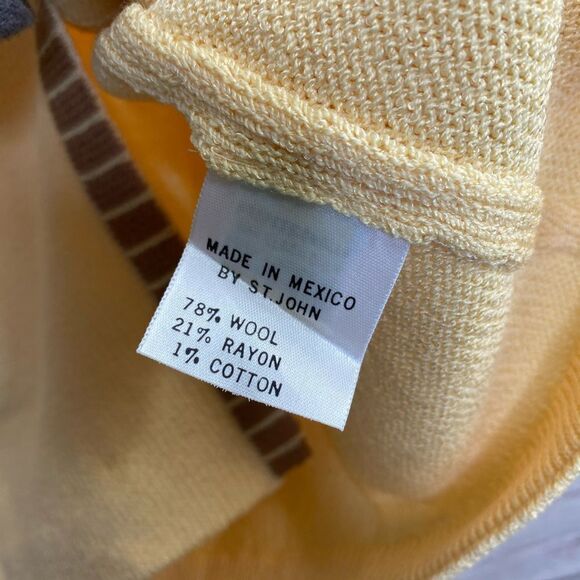 MADE IN MEXICO
BY ST. JOHN
78% WOOL
21% RAYON
1% COTTON